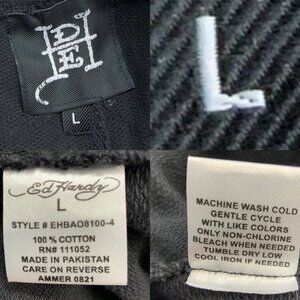 D
H
E
L
L
Ed Hardy
L
STYLE # EHBAO8100-4
100% COTTON
RN# 111052
MADE IN PAKISTAN
CARE ON REVERSE
AMMER 0821
MACHINE WASH COLD
GENTLE CYCLE
WITH LIKE COLORS
ONLY NON-CHLORINE
BLEACH WHEN NEEDED
TUMBLE DRY LOW
COOL IRON IF NEEDED